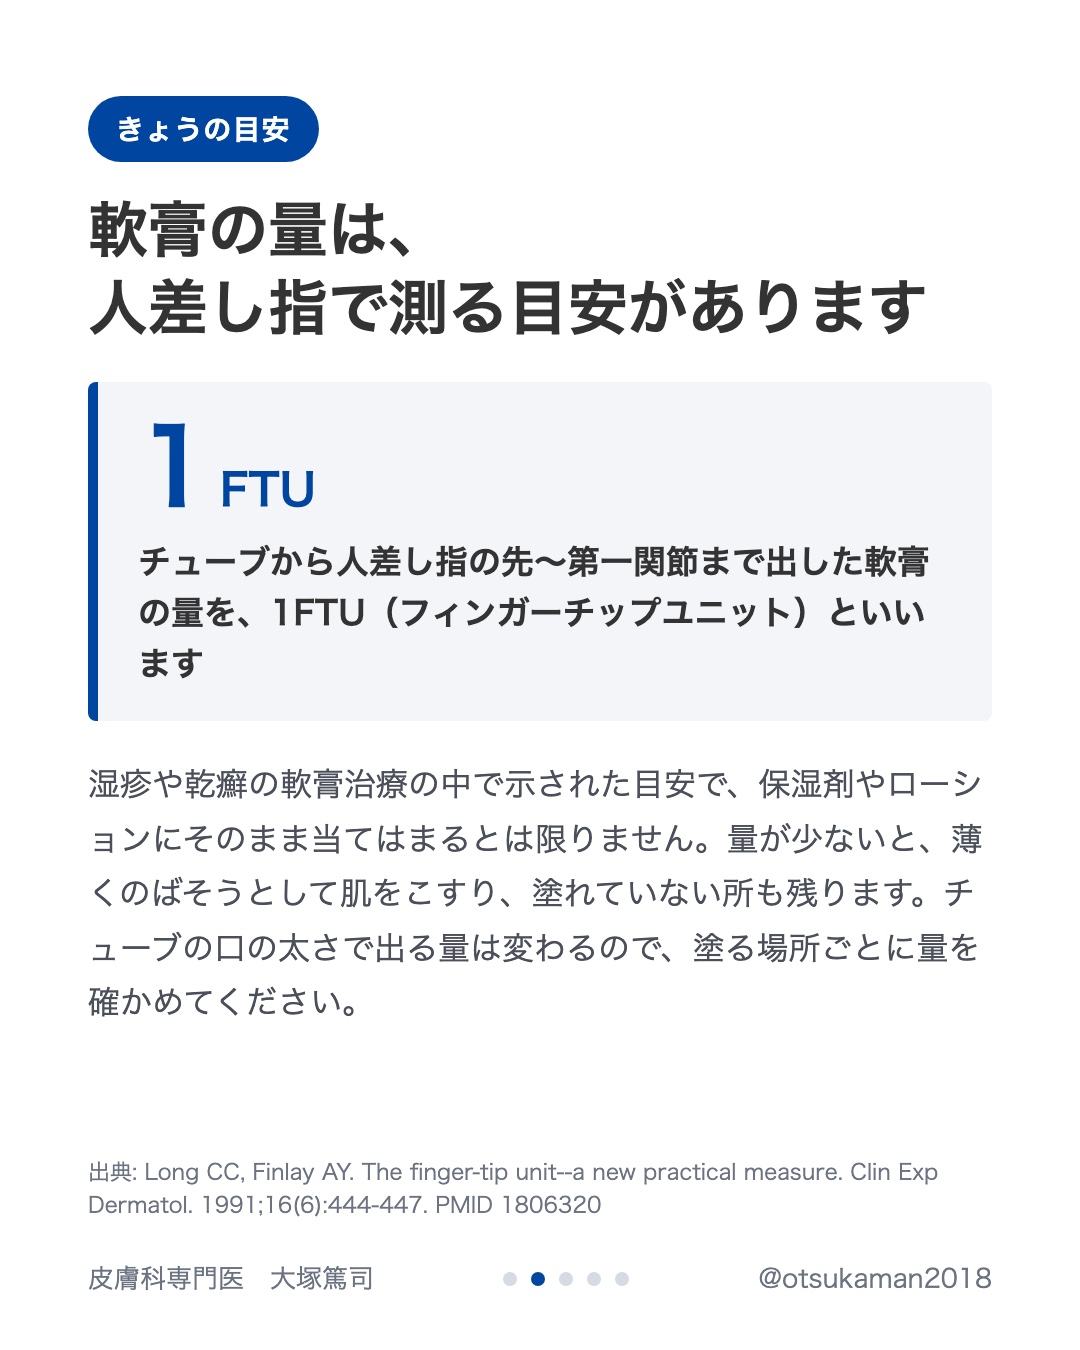 きょうの目安
軟膏の量は、
人差し指で測る目安があります
1 FTU
チューブから人差し指の先〜第一関節まで出した軟膏
の量を、1FTU（フィンガーチップユニット）といい
ます
湿疹や乾癬の軟膏治療の中で示された目安で、保湿剤やローシ
ョンにそのまま当てはまるとは限りません。量が少ないと、薄
くのばそうとして肌をこすり、塗れていない所も残ります。チ
ューブの口の太さで出る量は変わるので、塗る場所ごとに量を
確かめてください。
出典: Long CC, Finlay AY. The finger-tip unit--a new practical measure. Clin Exp
Dermatol. 1991;16(6):444-447. PMID 1806320
皮膚科専門医　大塚篤司
@otsukaman2018